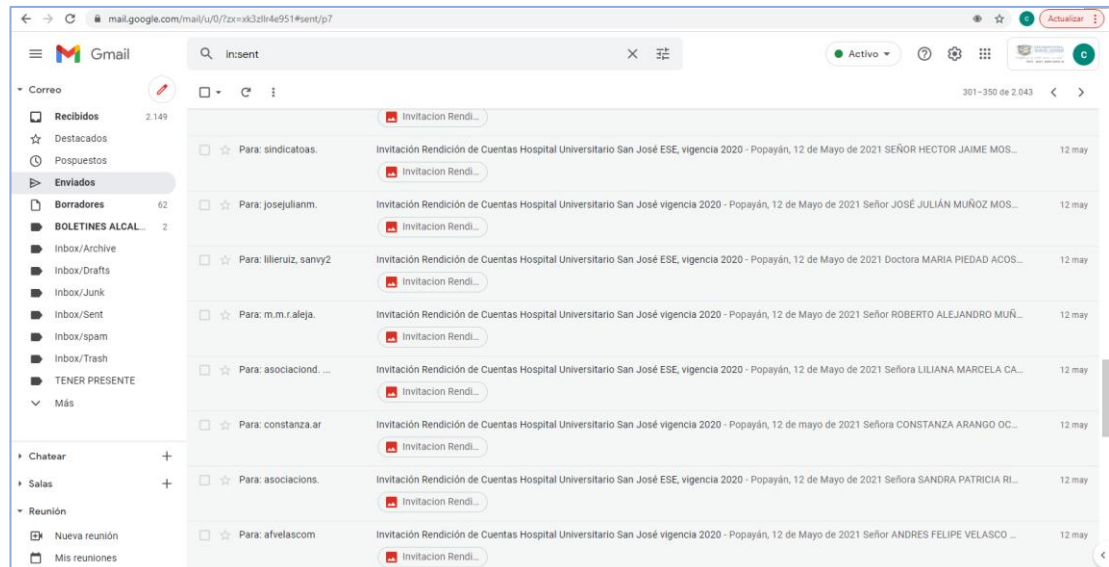 mail.google.com/mail/u/0/?zx=xk3zllr4e951#sent/p7
Actualizar
Gmail
in:sent
Activo
C
Correo
301–350 de 2.043
Recibidos 2.149
Destacados
Pospuestos
Enviados
Borradores 62
BOLETINES ALCAL... 2
Inbox/Archive
Inbox/Drafts
Inbox/Junk
Inbox/Sent
Inbox/spam
Inbox/Trash
TENER PRESENTE
Más
Chatear
Salas
Reunión
Nueva reunión
Mis reuniones
Invitacion Rendi...
Para: sindicatoas. Invitación Rendición de Cuentas Hospital Universitario San José ESE, vigencia 2020 - Popayán, 12 de Mayo de 2021 SEÑOR HECTOR JAIME MOS... 12 may
Invitacion Rendi...
Para: josejulianm. Invitación Rendición de Cuentas Hospital Universitario San José vigencia 2020 - Popayán, 12 de Mayo de 2021 Señor JOSÉ JULIÁN MUÑOZ MOS... 12 may
Invitacion Rendi...
Para: lilieruiz, sanvy2 Invitación Rendición de Cuentas Hospital Universitario San José ESE, vigencia 2020 - Popayán, 12 de Mayo de 2021 Doctora MARIA PIEDAD ACOS... 12 may
Invitacion Rendi...
Para: m.m.r.aleja. Invitación Rendición de Cuentas Hospital Universitario San José vigencia 2020 - Popayán, 12 de Mayo de 2021 Señor ROBERTO ALEJANDRO MUÑ... 12 may
Invitacion Rendi...
Para: asociaciond. ... Invitación Rendición de Cuentas Hospital Universitario San José ESE, vigencia 2020 - Popayán, 12 de Mayo de 2021 Señora LILIANA MARCELA CA... 12 may
Invitacion Rendi...
Para: constanza.ar Invitación Rendición de Cuentas Hospital Universitario San José vigencia 2020 - Popayán, 12 de mayo de 2021 Señora CONSTANZA ARANGO OC... 12 may
Invitacion Rendi...
Para: asociacions. Invitación Rendición de Cuentas Hospital Universitario San José ESE, vigencia 2020 - Popayán, 12 de Mayo de 2021 Señora SANDRA PATRICIA RI... 12 may
Invitacion Rendi...
Para: afvelascom Invitación Rendición de Cuentas Hospital Universitario San José vigencia 2020 - Popayán, 12 de Mayo de 2021 Señor ANDRES FELIPE VELASCO ... 12 may
Invitacion Rendi...